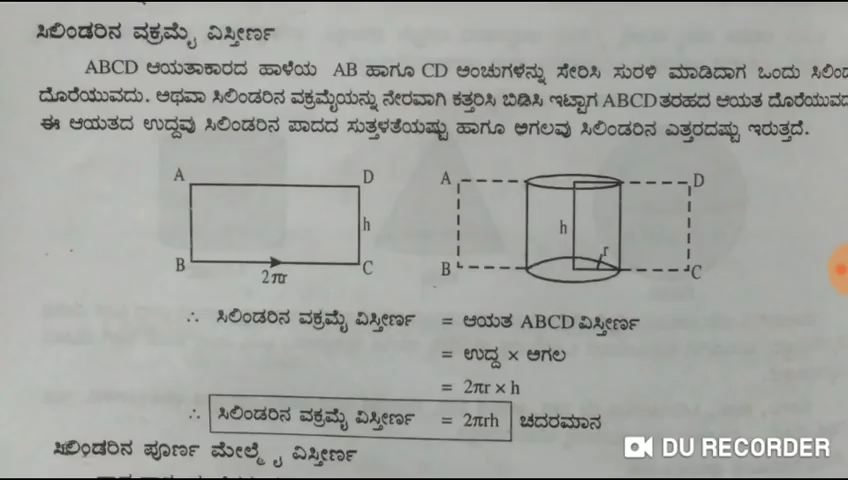 ಸಿಲಿಂಡರಿನ ವಕ್ರಮೈ ವಿಸ್ತೀರ್ಣ
ABCD ಆಯತಾಕಾರದ ಹಾಳೆಯ AB ಹಾಗೂ CD ಅಂಚುಗಳನ್ನು ಸೇರಿಸಿ ಸುರಳಿ ಮಾಡಿದಾಗ ಒಂದು
ದೊರೆಯುವದು. ಅಥವಾ ಸಿಲಿಂಡರಿನ ವಕ್ರಮೈಯನ್ನು ನೇರವಾಗಿ ಕತ್ತರಿಸಿ ಬಿಡಿಸಿ ಇಟ್ಟಾಗ ABCD ತರಹದ ಆಯತ
ಈ ಆಯತದ ಉದ್ದವು ಸಿಲಿಂಡರಿನ ಪಾದದ ಸುತ್ತಳತೆಯಷ್ಟು ಹಾಗೂ ಅಗಲವು ಸಿಲಿಂಡರಿನ ಎತ್ತರದಷ್ಟು ಇರುತ್ತದೆ.
A D A D
h h r
B C B C
2πr
∴ ಸಿಲಿಂಡರಿನ ವಕ್ರಮೈ ವಿಸ್ತೀರ್ಣ = ಆಯತ ABCD ವಿಸ್ತೀರ್ಣ
= ಉದ್ದ × ಅಗಲ
= 2πr × h
∴ ಸಿಲಿಂಡರಿನ ವಕ್ರಮೈ ವಿಸ್ತೀರ್ಣ = 2πrh ಚದರಮಾನ
ಸಿಲಿಂಡರಿನ ಪೂರ್ಣ ಮೇಲ್ಮೈ ವಿಸ್ತೀರ್ಣ
DU RECORDER